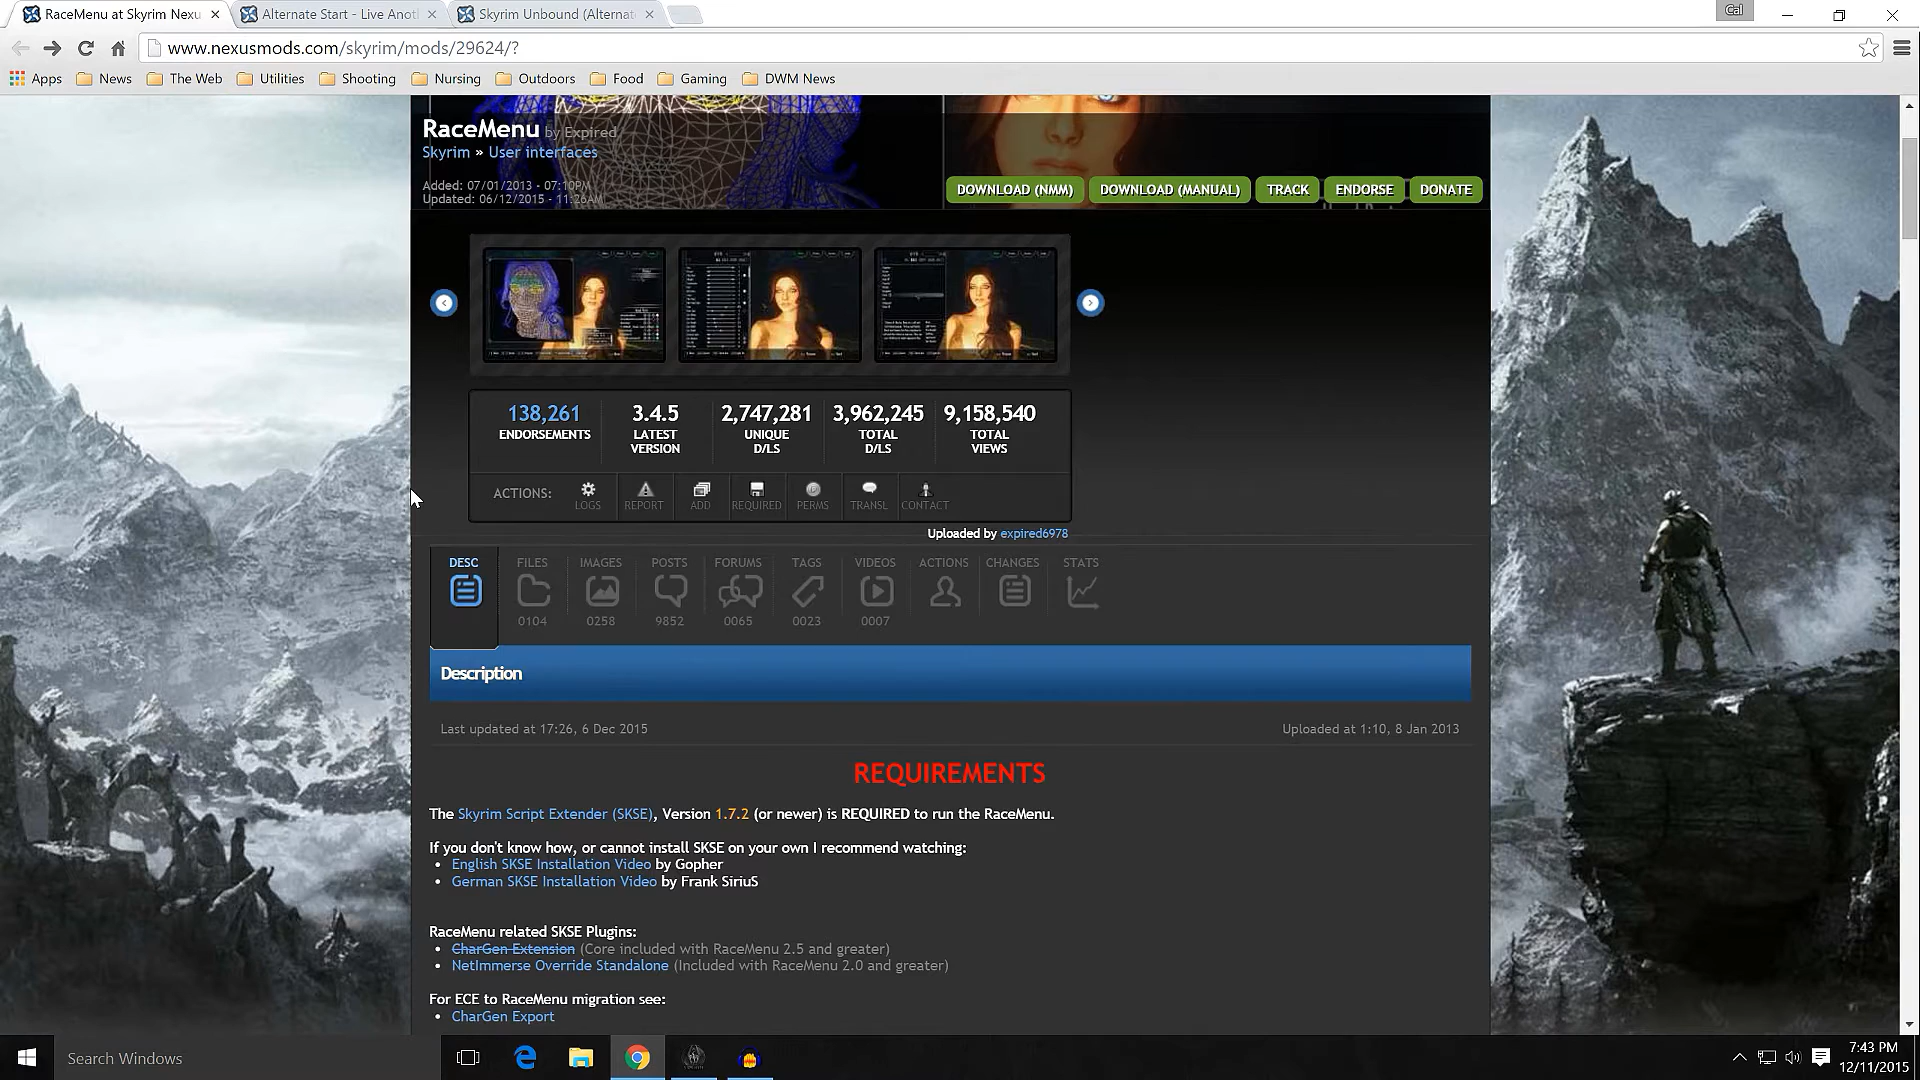 RaceMenu at Skyrim Nexu
Alternate Start - Live Anotl
Skyrim Unbound (Alternat
Cal
www.nexusmods.com/skyrim/mods/29624/?
Apps News The Web Utilities Shooting Nursing Outdoors Food Gaming DWM News
RaceMenu by Expired
Skyrim » User interfaces
Added: 07/01/2013 - 07:10PM
Updated: 06/12/2015 - 11:26AM
DOWNLOAD (NMM) DOWNLOAD (MANUAL) TRACK ENDORSE DONATE
138,261 3.4.5 2,747,281 3,962,245 9,158,540
ENDORSEMENTS LATEST UNIQUE TOTAL TOTAL
VERSION D/LS D/LS VIEWS
ACTIONS: LOGS REPORT ADD REQUIRED PERMS TRANSL CONTACT
Uploaded by expired6978
DESC FILES IMAGES POSTS FORUMS TAGS VIDEOS ACTIONS CHANGES STATS
0104 0258 9852 0065 0023 0007
Description
Last updated at 17:26, 6 Dec 2015 Uploaded at 1:10, 8 Jan 2013
REQUIREMENTS
The Skyrim Script Extender (SKSE), Version 1.7.2 (or newer) is REQUIRED to run the RaceMenu.
If you don't know how, or cannot install SKSE on your own I recommend watching:
• English SKSE Installation Video by Gopher
• German SKSE Installation Video by Frank SiriuS
RaceMenu related SKSE Plugins:
• CharGen Extension (Core included with RaceMenu 2.5 and greater)
• NetImmerse Override Standalone (Included with RaceMenu 2.0 and greater)
For ECE to RaceMenu migration see:
• CharGen Export
Search Windows
7:43 PM
12/11/2015